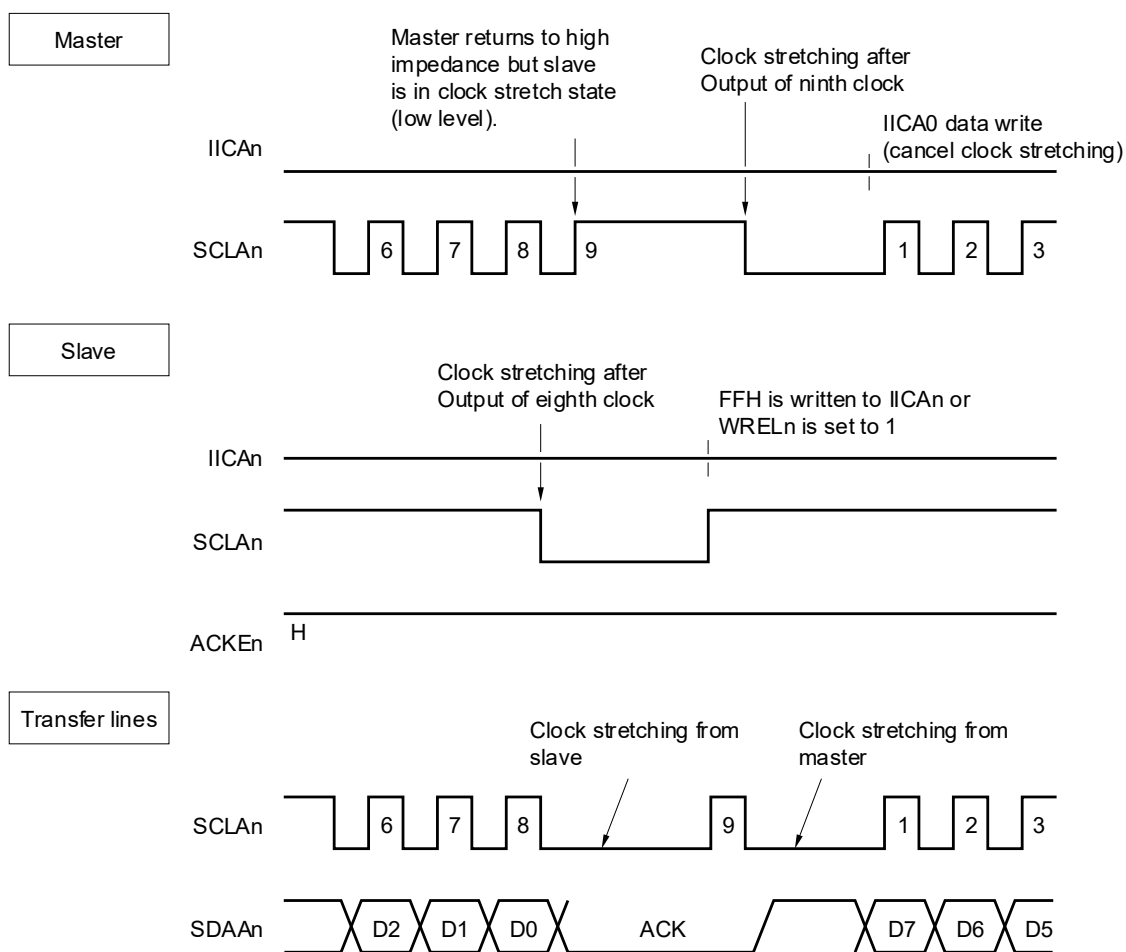 Master
Master returns to high
impedance but slave
is in clock stretch state
(low level).
Clock stretching after
Output of ninth clock
IICA0 data write
(cancel clock stretching)
IICAn
SCLAn
6 7 8 9 1 2 3
Slave
Clock stretching after
Output of eighth clock
FFH is written to IICAn or
WRELn is set to 1
IICAn
SCLAn
ACKEn
H
Transfer lines
Clock stretching from
slave
Clock stretching from
master
SCLAn
6 7 8 9 1 2 3
SDAAn
D2 D1 D0 ACK D7 D6 D5